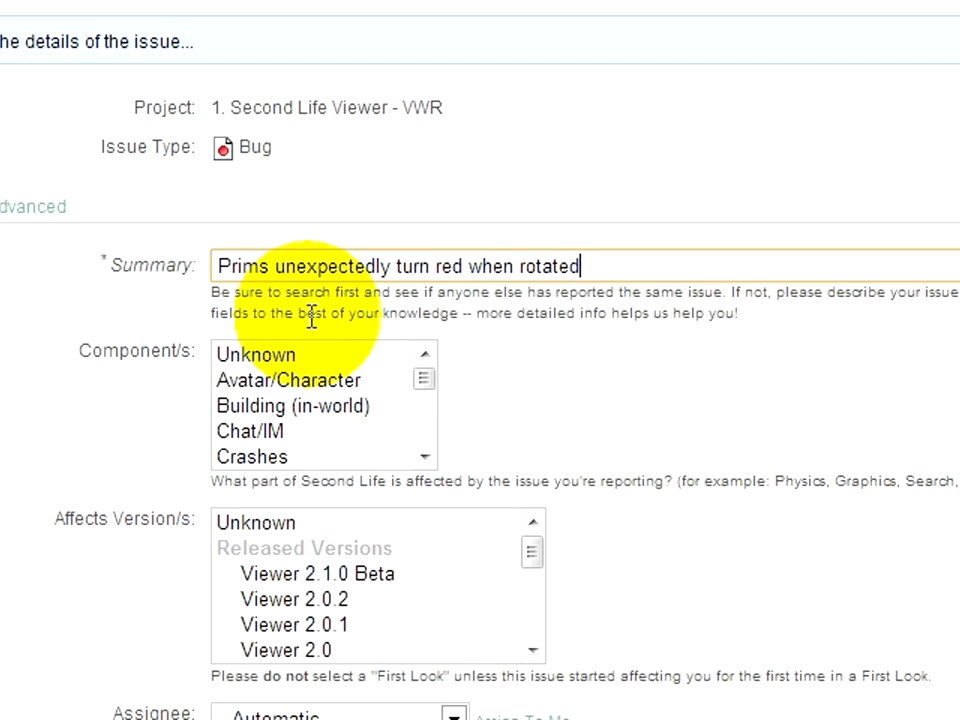 he details of the issue...
Project: 1. Second Life Viewer - VWR
Issue Type: Bug
dvanced
* Summary: Prims unexpectedly turn red when rotated
Be sure to search first and see if anyone else has reported the same issue. If not, please describe your issue
fields to the best of your knowledge -- more detailed info helps us help you!
Component/s: Unknown
Avatar/Character
Building (in-world)
Chat/IM
Crashes
What part of Second Life is affected by the issue you're reporting? (for example: Physics, Graphics, Search,
Affects Version/s: Unknown
Released Versions
Viewer 2.1.0 Beta
Viewer 2.0.2
Viewer 2.0.1
Viewer 2.0
Please do not select a "First Look" unless this issue started affecting you for the first time in a First Look.
Assignee: Automatic Assign To Me